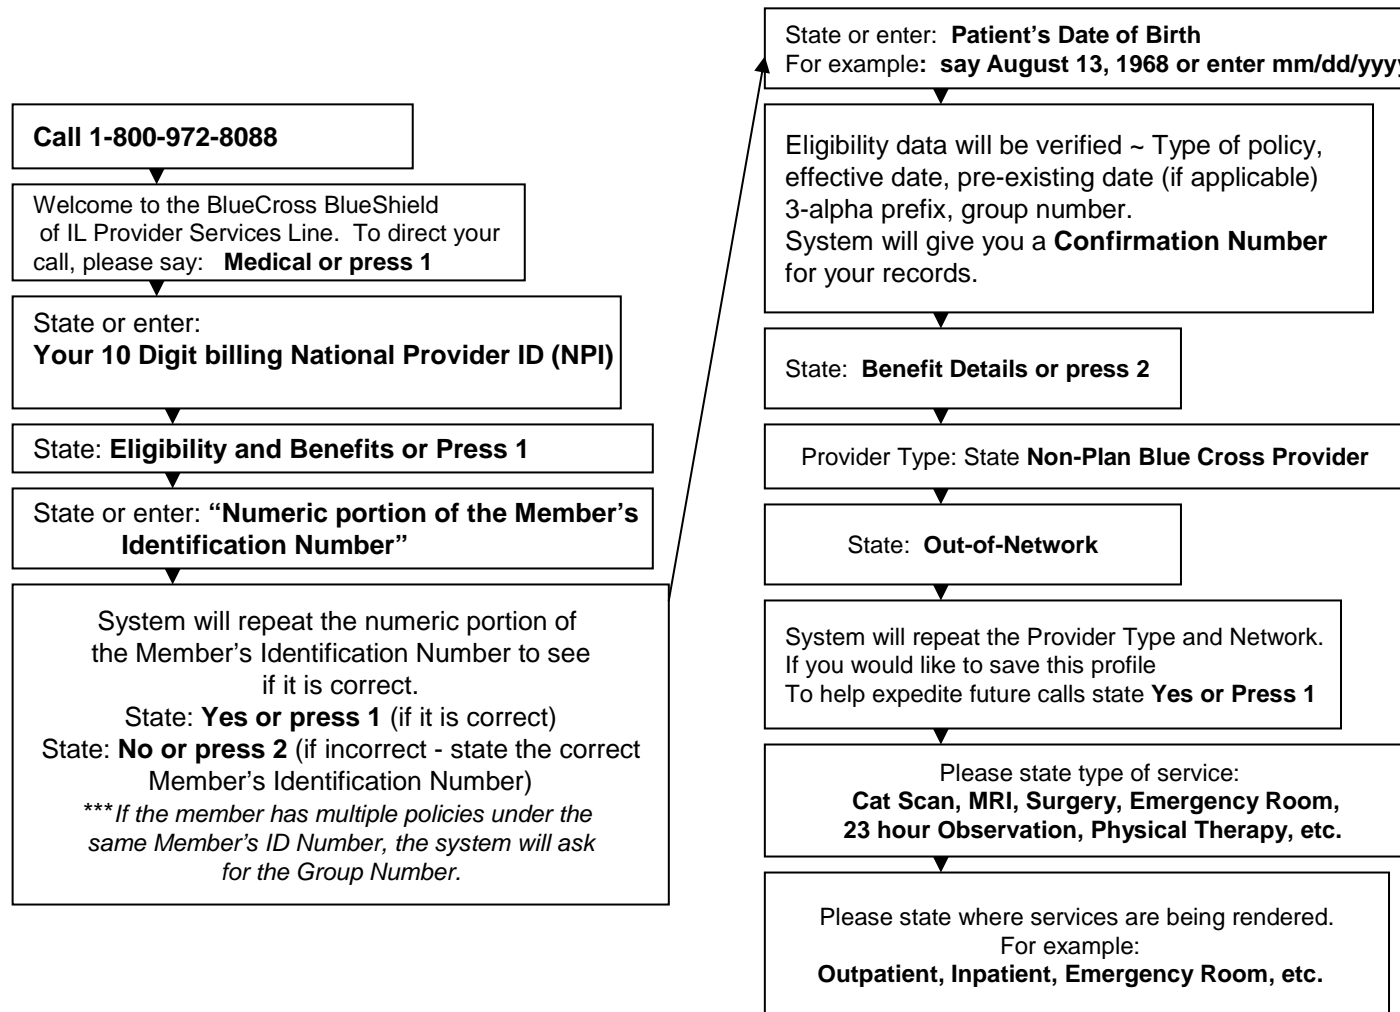 Call 1-800-972-8088
Welcome to the BlueCross BlueShield
of IL Provider Services Line. To direct your
call, please say: Medical or press 1
State or enter:
Your 10 Digit billing National Provider ID (NPI)
State: Eligibility and Benefits or Press 1
State or enter: “Numeric portion of the Member’s
Identification Number”
System will repeat the numeric portion of
the Member’s Identification Number to see
if it is correct.
State: Yes or press 1 (if it is correct)
State: No or press 2 (if incorrect - state the correct
Member’s Identification Number)
***If the member has multiple policies under the
same Member’s ID Number, the system will ask
for the Group Number.
State or enter: Patient’s Date of Birth
For example: say August 13, 1968 or enter mm/dd/yyyy
Eligibility data will be verified ~ Type of policy,
effective date, pre-existing date (if applicable)
3-alpha prefix, group number.
System will give you a Confirmation Number
for your records.
State: Benefit Details or press 2
Provider Type: State Non-Plan Blue Cross Provider
State: Out-of-Network
System will repeat the Provider Type and Network.
If you would like to save this profile
To help expedite future calls state Yes or Press 1
Please state type of service:
Cat Scan, MRI, Surgery, Emergency Room,
23 hour Observation, Physical Therapy, etc.
Please state where services are being rendered.
For example:
Outpatient, Inpatient, Emergency Room, etc.